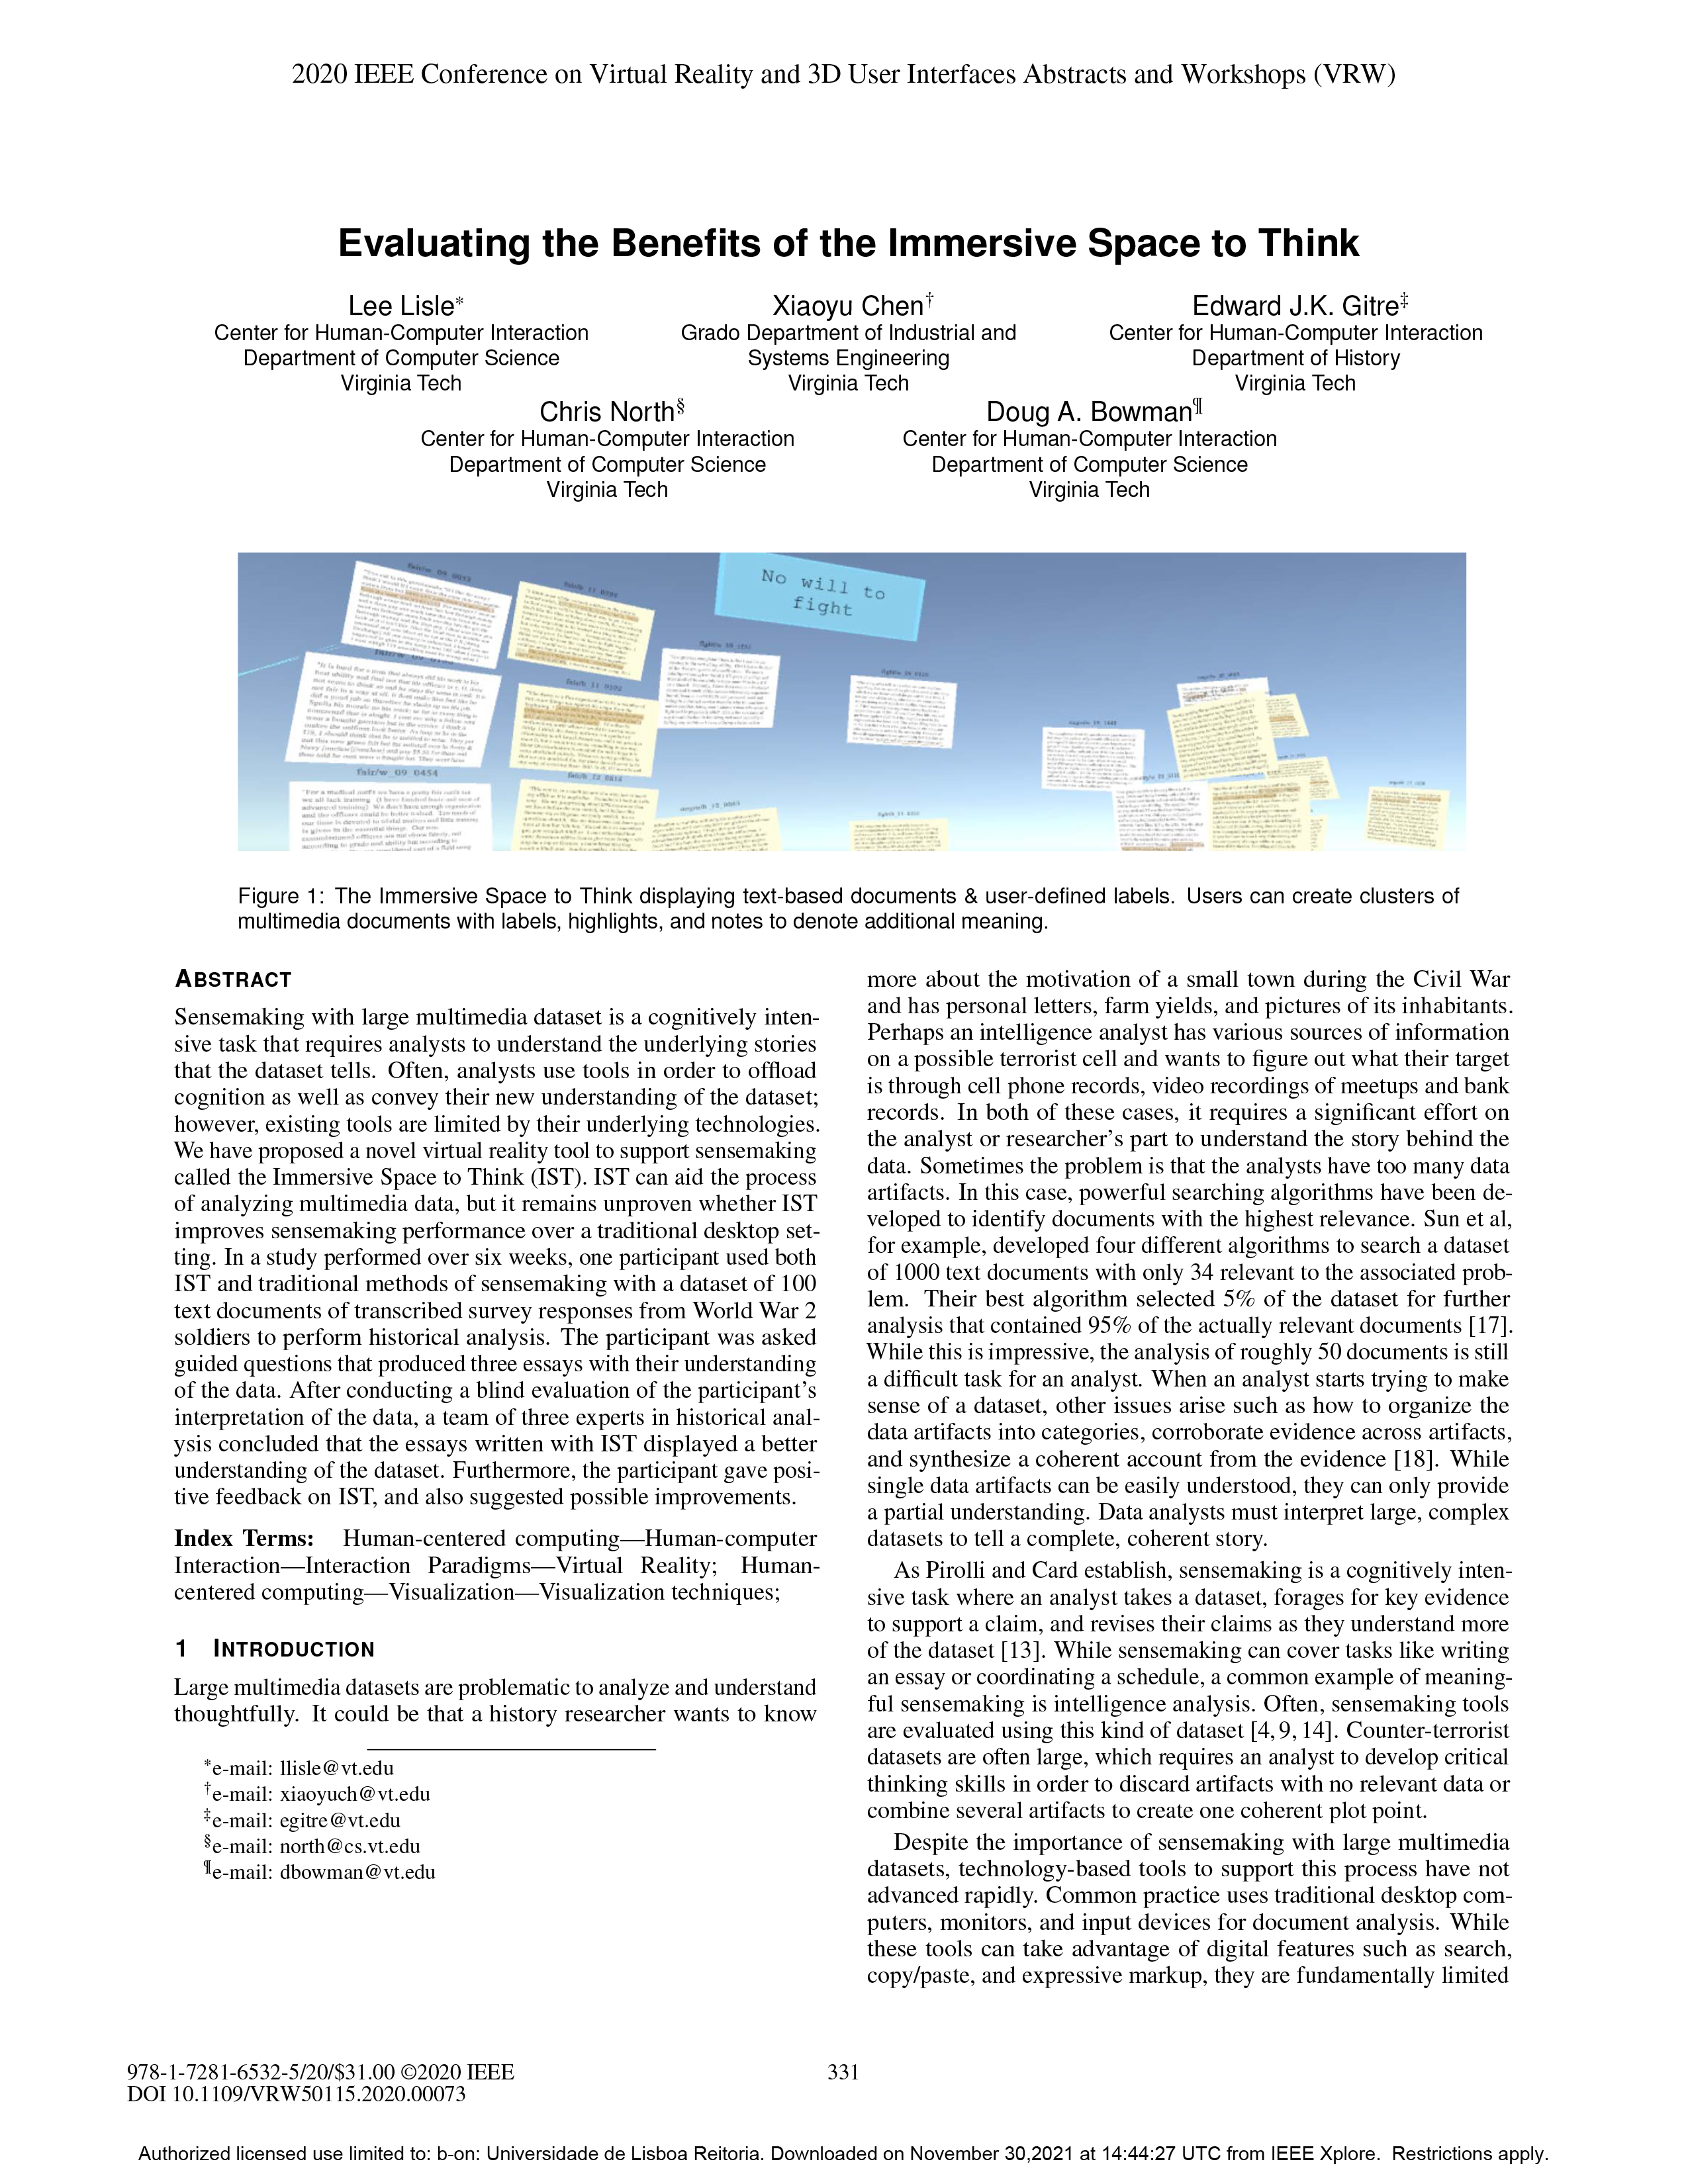 2020 IEEE Conference on Virtual Reality and 3D User Interfaces Abstracts and Workshops (VRW)
Evaluating the Benefits of the Immersive Space to Think
Lee Lisle*
Center for Human-Computer Interaction
Department of Computer Science
Virginia Tech
Xiaoyu Chen†
Grado Department of Industrial and
Systems Engineering
Virginia Tech
Edward J.K. Gitre‡
Center for Human-Computer Interaction
Department of History
Virginia Tech
Chris North§
Center for Human-Computer Interaction
Department of Computer Science
Virginia Tech
Doug A. Bowman¶
Center for Human-Computer Interaction
Department of Computer Science
Virginia Tech
No will to
fight
fair/w 09 0454
Figure 1: The Immersive Space to Think displaying text-based documents & user-defined labels. Users can create clusters of
multimedia documents with labels, highlights, and notes to denote additional meaning.
ABSTRACT
Sensemaking with large multimedia dataset is a cognitively inten-
sive task that requires analysts to understand the underlying stories
that the dataset tells. Often, analysts use tools in order to offload
cognition as well as convey their new understanding of the dataset;
however, existing tools are limited by their underlying technologies.
We have proposed a novel virtual reality tool to support sensemaking
called the Immersive Space to Think (IST). IST can aid the process
of analyzing multimedia data, but it remains unproven whether IST
improves sensemaking performance over a traditional desktop set-
ting. In a study performed over six weeks, one participant used both
IST and traditional methods of sensemaking with a dataset of 100
text documents of transcribed survey responses from World War 2
soldiers to perform historical analysis. The participant was asked
guided questions that produced three essays with their understanding
of the data. After conducting a blind evaluation of the participant's
interpretation of the data, a team of three experts in historical anal-
ysis concluded that the essays written with IST displayed a better
understanding of the dataset. Furthermore, the participant gave posi-
tive feedback on IST, and also suggested possible improvements.
Index Terms: Human-centered computing—Human-computer
Interaction—Interaction Paradigms—Virtual Reality; Human-
centered computing—Visualization—Visualization techniques;
1 INTRODUCTION
Large multimedia datasets are problematic to analyze and understand
thoughtfully. It could be that a history researcher wants to know
*e-mail: llisle@vt.edu
†e-mail: xiaoyuch@vt.edu
‡e-mail: egitre@vt.edu
§e-mail: north@cs.vt.edu
¶e-mail: dbowman@vt.edu
more about the motivation of a small town during the Civil War
and has personal letters, farm yields, and pictures of its inhabitants.
Perhaps an intelligence analyst has various sources of information
on a possible terrorist cell and wants to figure out what their target
is through cell phone records, video recordings of meetups and bank
records. In both of these cases, it requires a significant effort on
the analyst or researcher's part to understand the story behind the
data. Sometimes the problem is that the analysts have too many data
artifacts. In this case, powerful searching algorithms have been de-
veloped to identify documents with the highest relevance. Sun et al,
for example, developed four different algorithms to search a dataset
of 1000 text documents with only 34 relevant to the associated prob-
lem. Their best algorithm selected 5% of the dataset for further
analysis that contained 95% of the actually relevant documents [17].
While this is impressive, the analysis of roughly 50 documents is still
a difficult task for an analyst. When an analyst starts trying to make
sense of a dataset, other issues arise such as how to organize the
data artifacts into categories, corroborate evidence across artifacts,
and synthesize a coherent account from the evidence [18]. While
single data artifacts can be easily understood, they can only provide
a partial understanding. Data analysts must interpret large, complex
datasets to tell a complete, coherent story.
As Pirolli and Card establish, sensemaking is a cognitively inten-
sive task where an analyst takes a dataset, forages for key evidence
to support a claim, and revises their claims as they understand more
of the dataset [13]. While sensemaking can cover tasks like writing
an essay or coordinating a schedule, a common example of meaning-
ful sensemaking is intelligence analysis. Often, sensemaking tools
are evaluated using this kind of dataset [4, 9, 14]. Counter-terrorist
datasets are often large, which requires an analyst to develop critical
thinking skills in order to discard artifacts with no relevant data or
combine several artifacts to create one coherent plot point.
Despite the importance of sensemaking with large multimedia
datasets, technology-based tools to support this process have not
advanced rapidly. Common practice uses traditional desktop com-
puters, monitors, and input devices for document analysis. While
these tools can take advantage of digital features such as search,
copy/paste, and expressive markup, they are fundamentally limited
978-1-7281-6532-5/20/$31.00 ©2020 IEEE
DOI 10.1109/VRW50115.2020.00073
331
Authorized licensed use limited to: b-on: Universidade de Lisboa Reitoria. Downloaded on November 30,2021 at 14:44:27 UTC from IEEE Xplore. Restrictions apply.